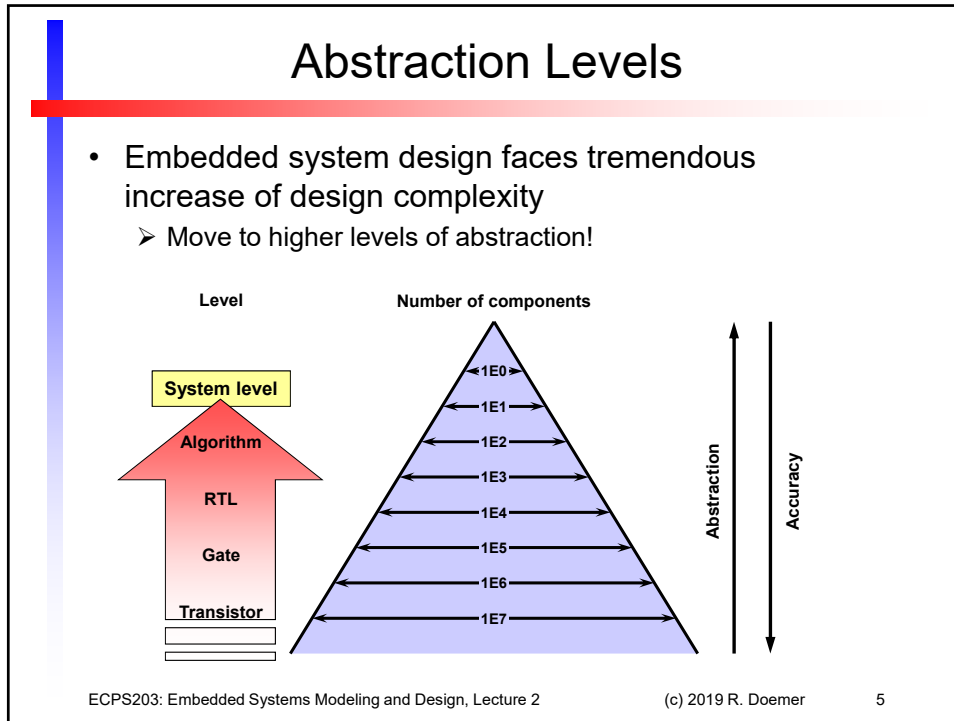 Abstraction Levels
• Embedded system design faces tremendous
increase of design complexity
➢ Move to higher levels of abstraction!
Level
Number of components
System level
Algorithm
RTL
Gate
Transistor
1E0
1E1
1E2
1E3
1E4
1E5
1E6
1E7
Abstraction
Accuracy
ECPS203: Embedded Systems Modeling and Design, Lecture 2
(c) 2019 R. Doemer
5